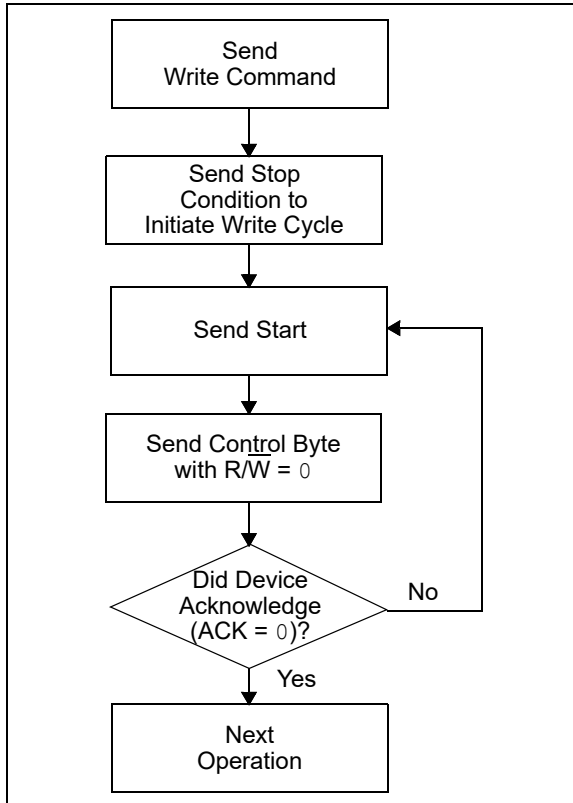 Send
Write Command
Send Stop
Condition to
Initiate Write Cycle
Send Start
Send Control Byte
with R/W̅ = 0
Did Device
Acknowledge
(ACK = 0)?
No
Yes
Next
Operation